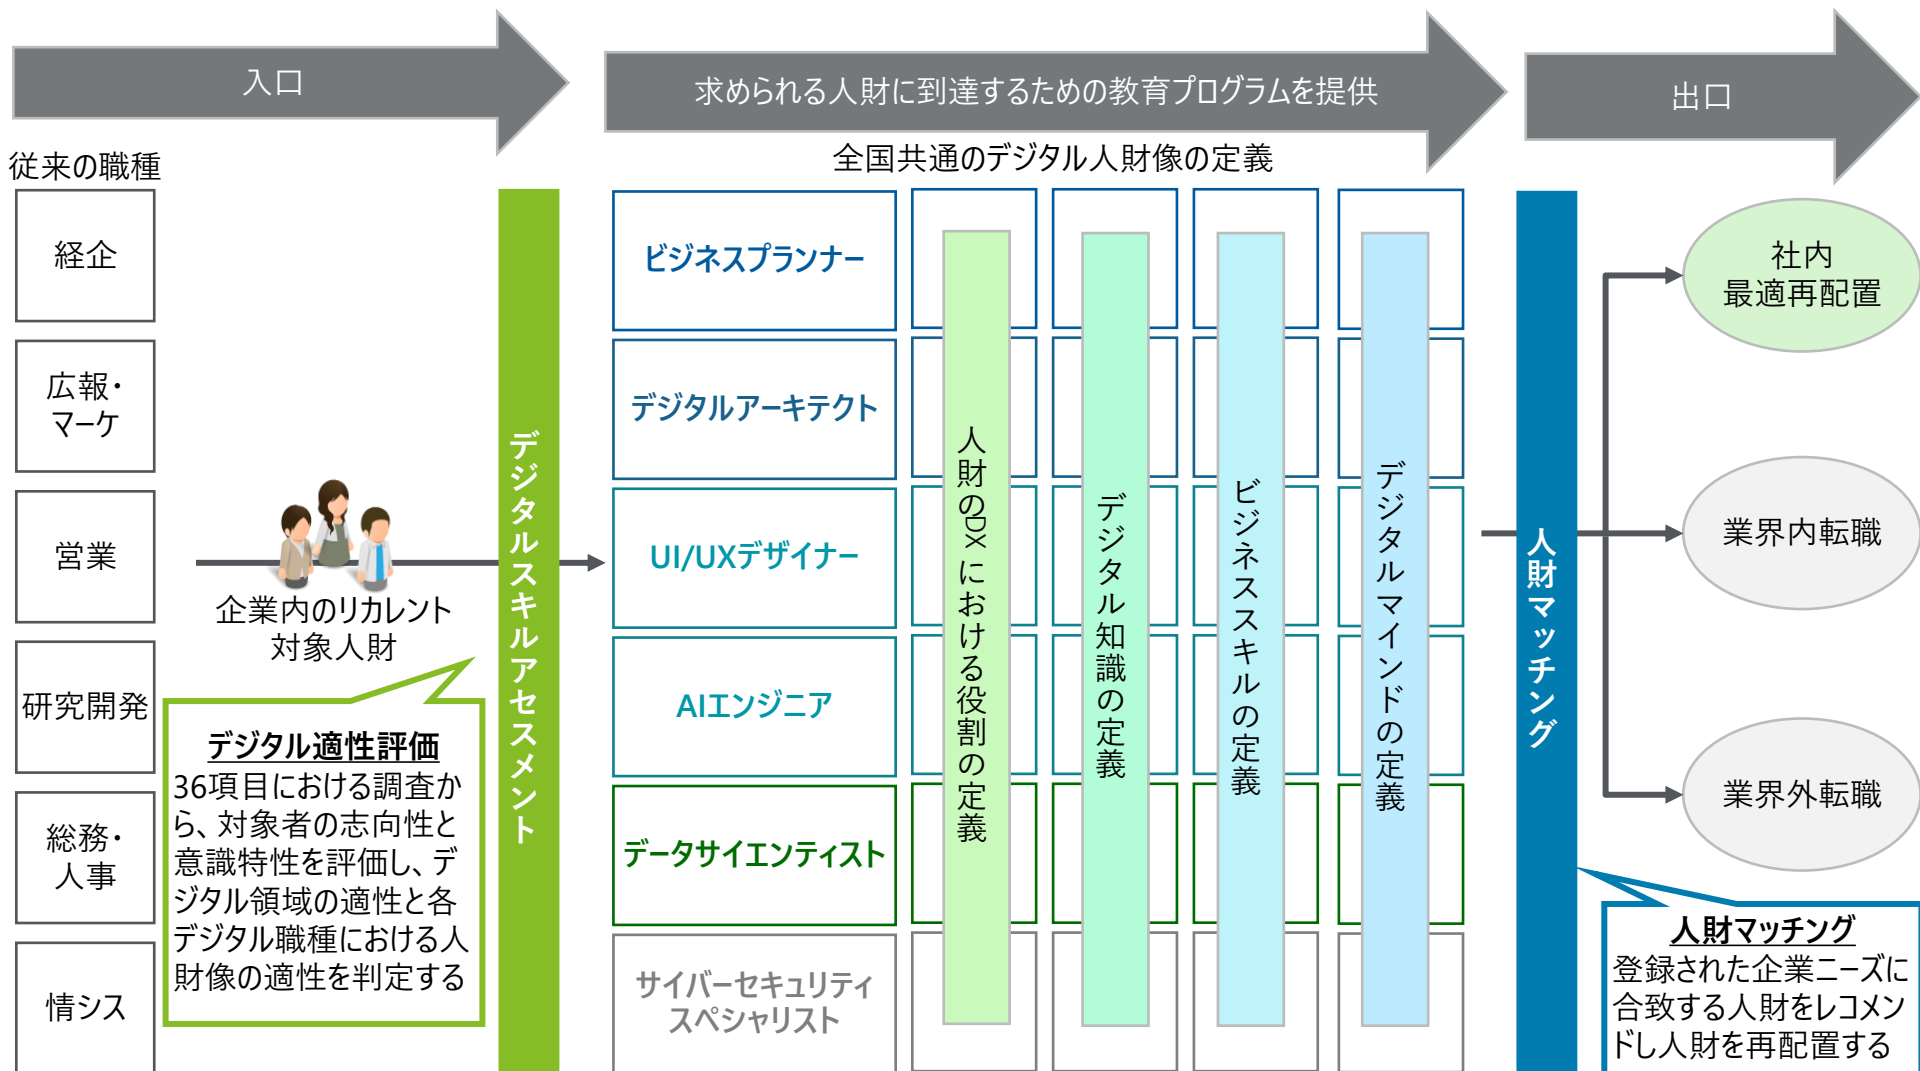 入口
求められる人財に到達するための教育プログラムを提供
出口
従来の職種
全国共通のデジタル人財像の定義
経企
広報・
マーケ
営業
研究開発
総務・
人事
情シス
企業内のリカレント
対象人財
デジタル適性評価
36項目における調査か
ら、対象者の志向性と
意識特性を評価し、デ
ジタル領域の適性と各
デジタル職種における人
財像の適性を判定する
デジタルスキルアセスメント
ビジネスプランナー
デジタルアーキテクト
UI/UXデザイナー
AIエンジニア
データサイエンティスト
サイバーセキュリティ
スペシャリスト
人財のDXにおける役割の定義
デジタル知識の定義
ビジネススキルの定義
デジタルマインドの定義
人財マッチング
社内
最適再配置
業界内転職
業界外転職
人財マッチング
登録された企業ニーズに
合致する人財をレコメン
ドし人財を再配置する